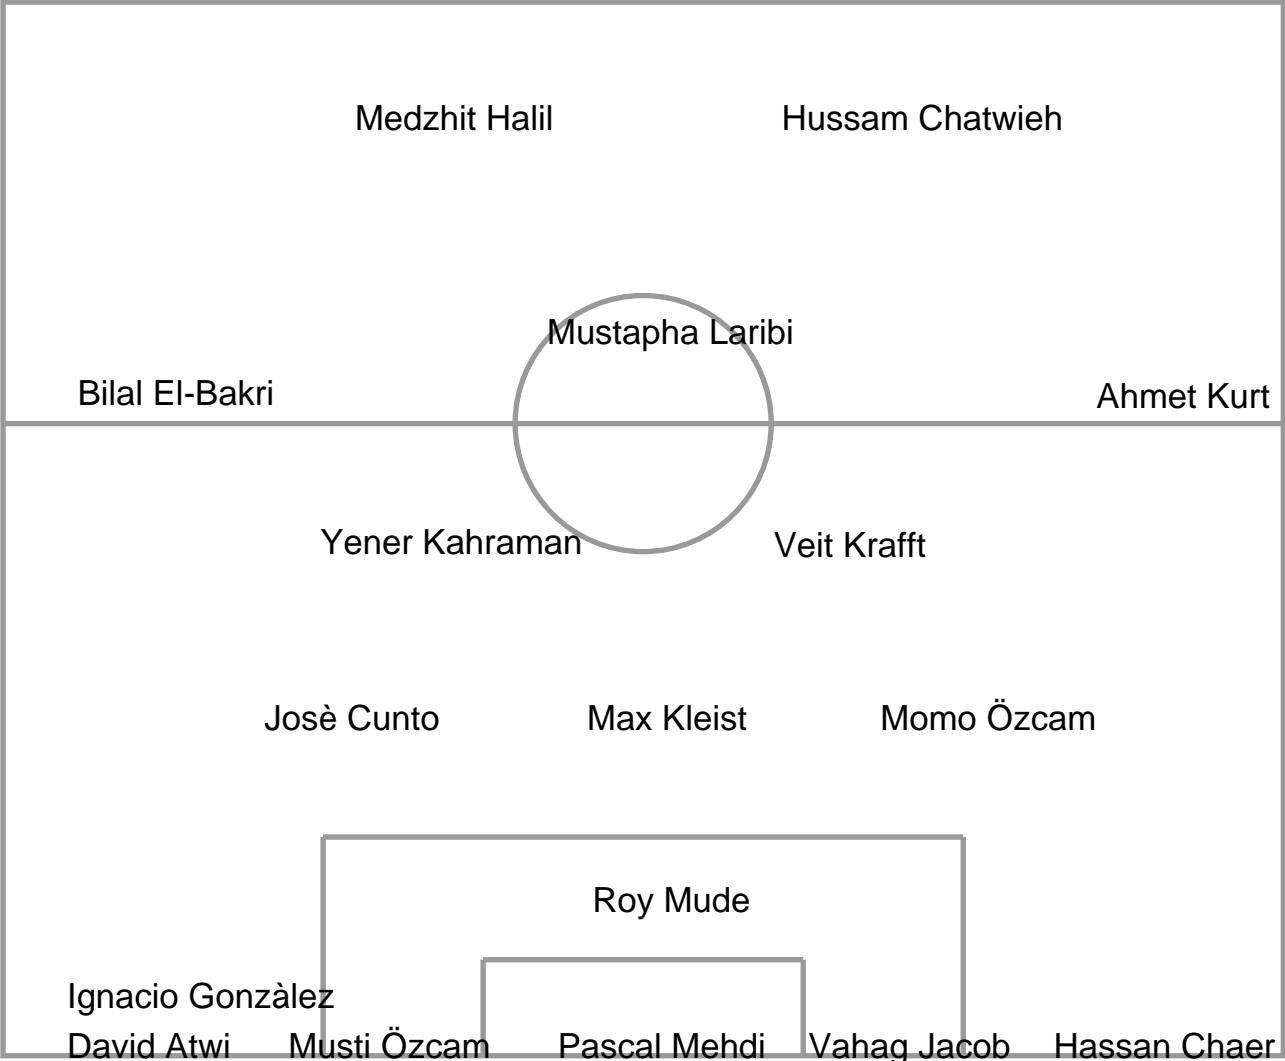 Medzhit Halil Hussam Chatwieh
Mustapha Laribi
Bilal El-Bakri Ahmet Kurt
Yener Kahraman Veit Krafft
Josè Cunto Max Kleist Momo Özcam
Roy Mude
Ignacio Gonzàlez
David Atwi Musti Özcam Pascal Mehdi Vahag Jacob Hassan Chaer